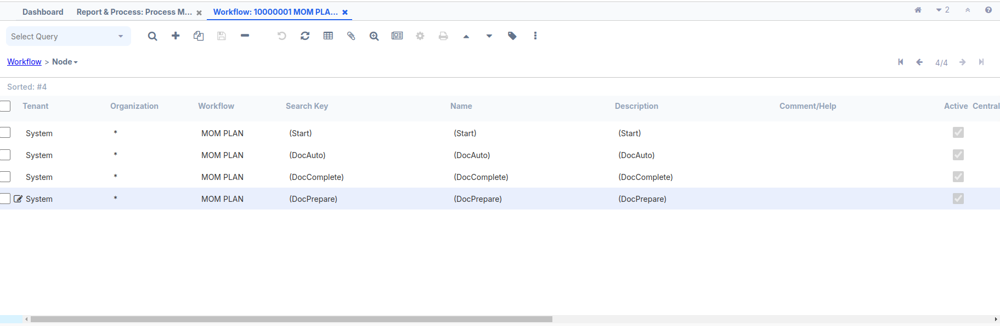 Dashboard Report & Process: Process M... Workflow: 10000001 MOM PLA... 2
Select Query
Workflow > Node 4/4
Sorted: #4
Tenant Organization Workflow Search Key Name Description Comment/Help Active Central
System * MOM PLAN (Start) (Start) (Start)
System * MOM PLAN (DocAuto) (DocAuto) (DocAuto)
System * MOM PLAN (DocComplete) (DocComplete) (DocComplete)
System * MOM PLAN (DocPrepare) (DocPrepare) (DocPrepare)